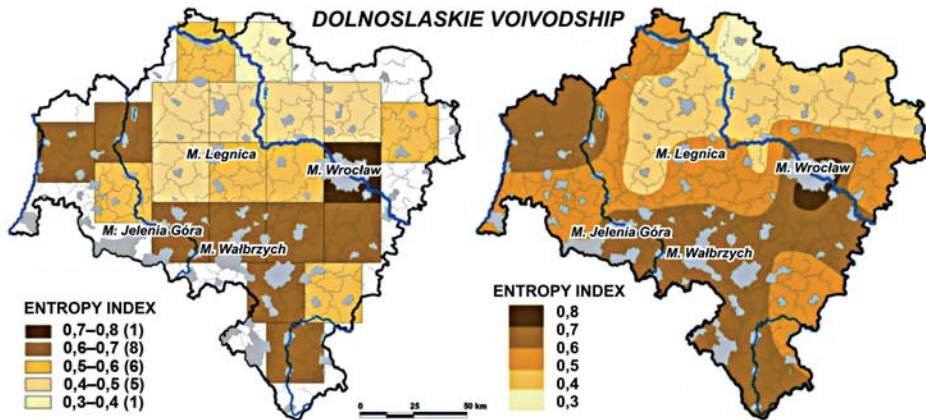 DOLNOSLASKIE VOIVODSHIP
M. Legnica
M. Wrocław
M. Jelenia Góra
M. Wałbrzych
ENTROPY INDEX
0,7–0,8 (1)
0,6–0,7 (8)
0,5–0,6 (6)
0,4–0,5 (5)
0,3–0,4 (1)
0 25 50 km
M. Legnica
M. Wrocław
M. Jelenia Góra
M. Wałbrzych
ENTROPY INDEX
0,8
0,7
0,6
0,5
0,4
0,3